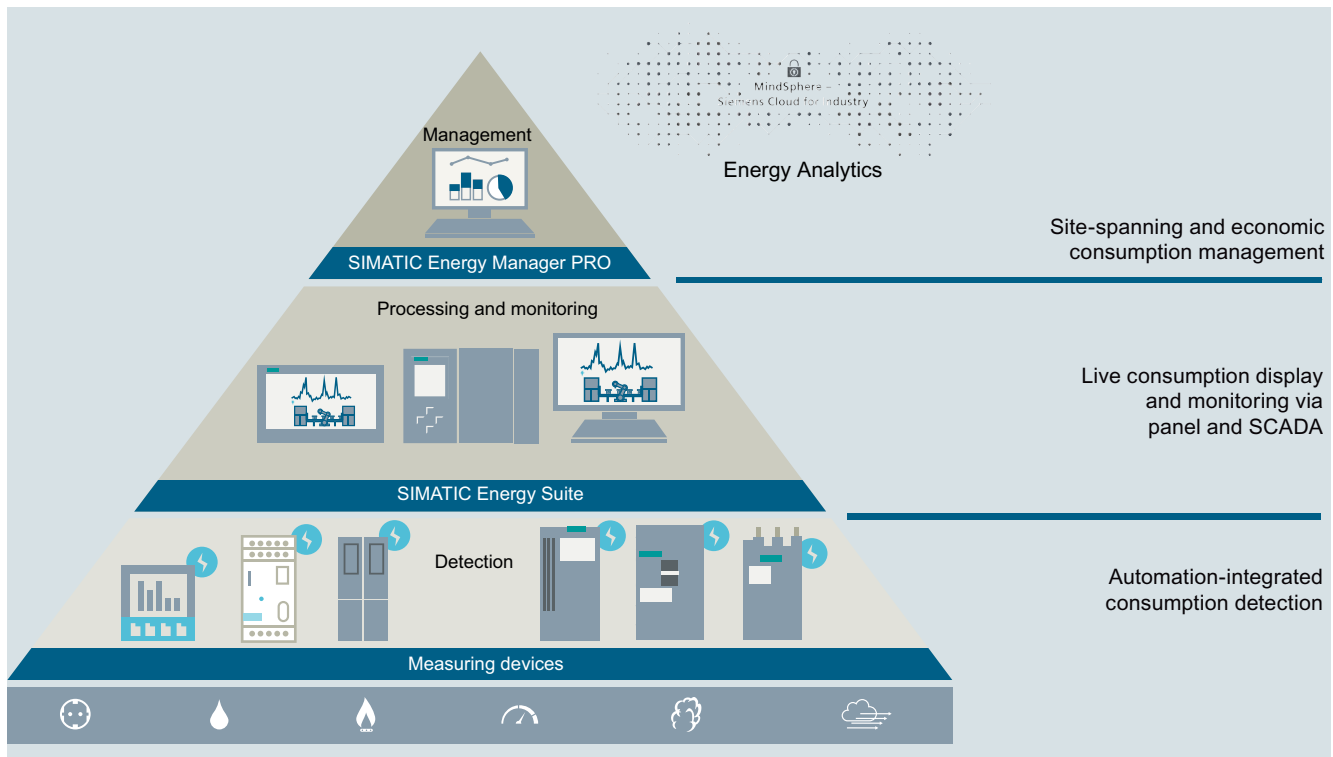 MindSphere –
Siemens Cloud for Industry
Energy Analytics
Management
SIMATIC Energy Manager PRO
Site-spanning and economic
consumption management
Processing and monitoring
SIMATIC Energy Suite
Live consumption display
and monitoring via
panel and SCADA
Detection
Measuring devices
Automation-integrated
consumption detection